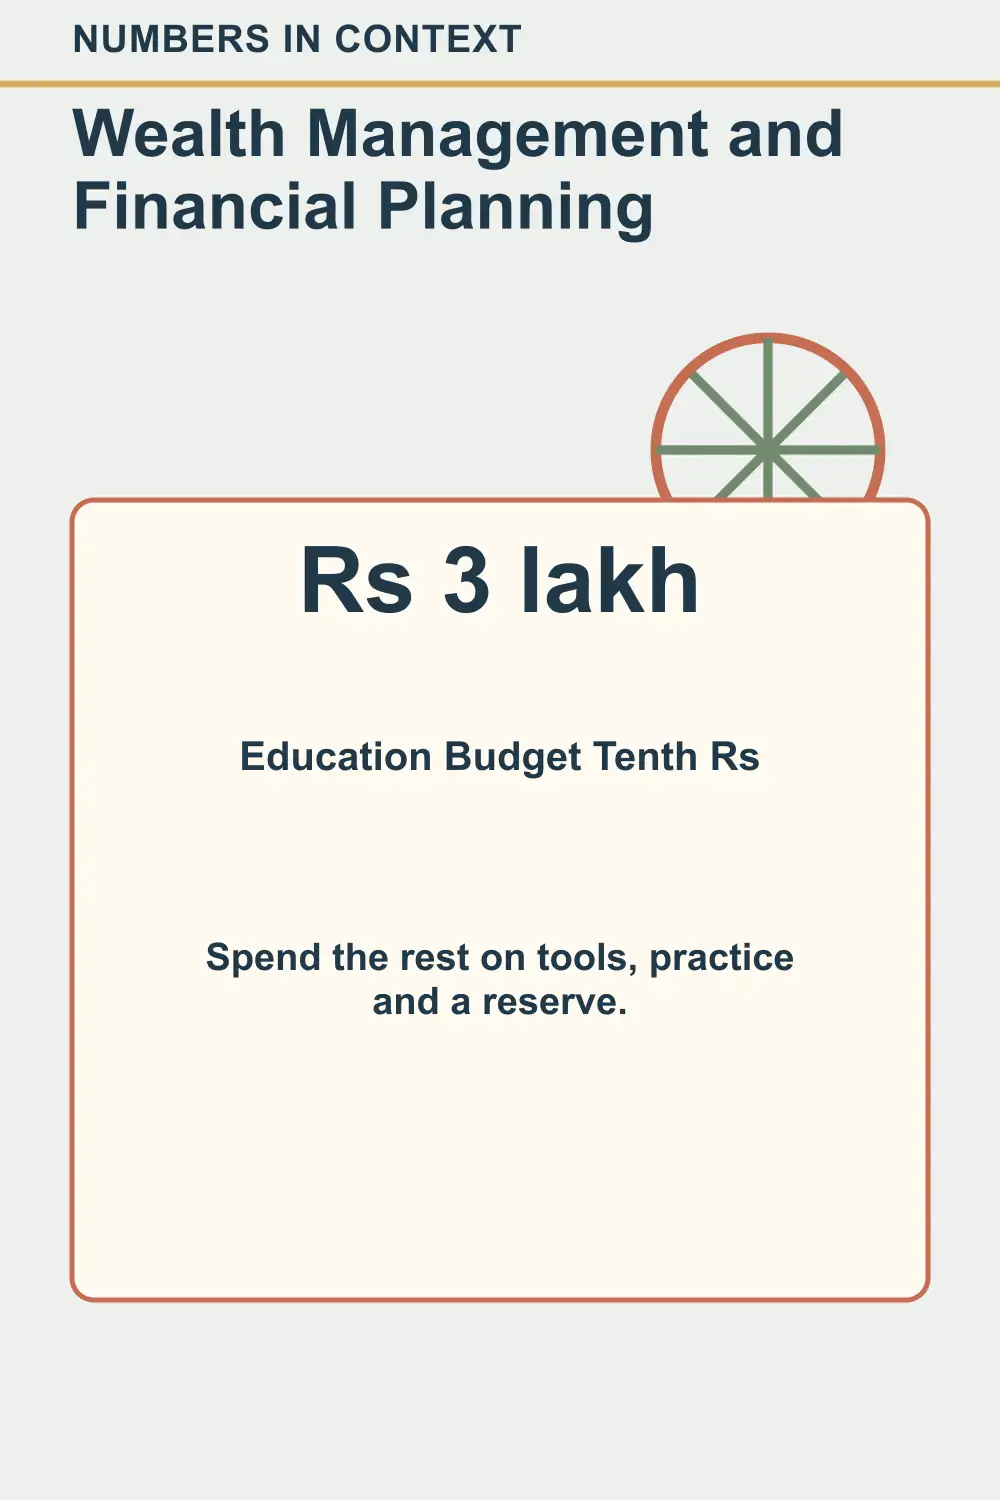 NUMBERS IN CONTEXT
Wealth Management and
Financial Planning
Rs 3 lakh
Education Budget Tenth Rs
Spend the rest on tools, practice
and a reserve.